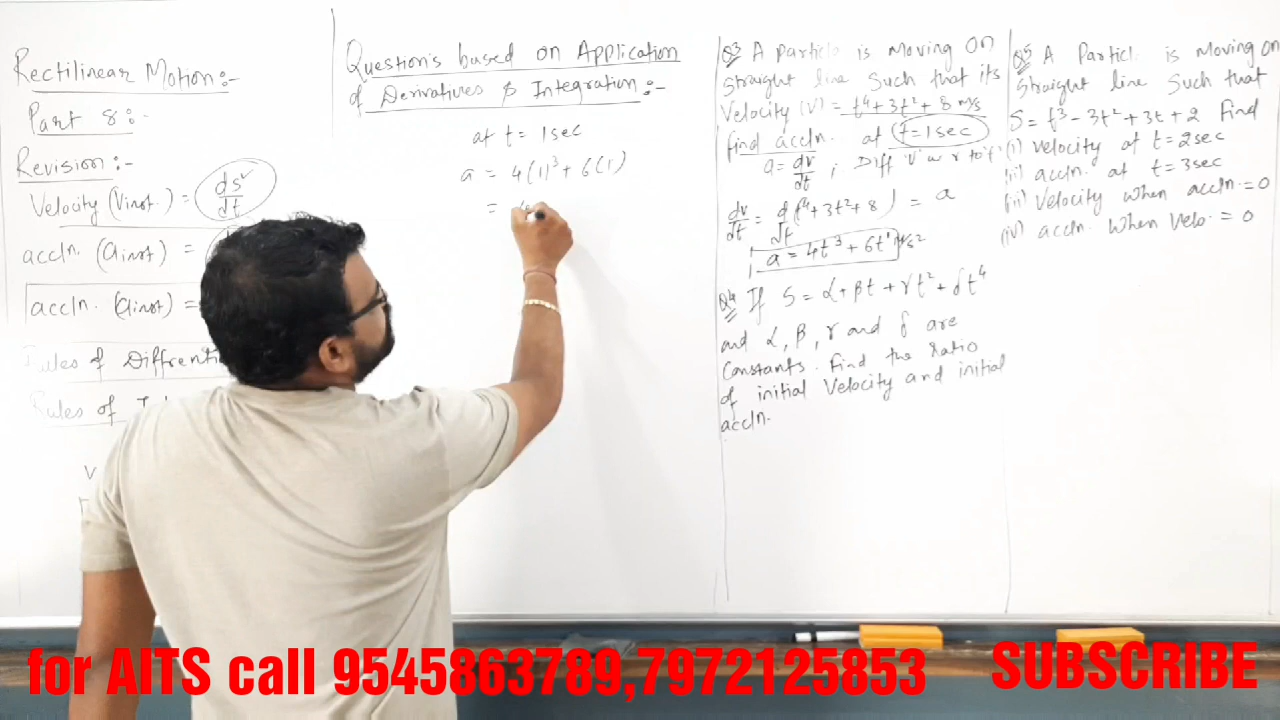 Rectilinear Motion:-
Part 8:-
Revision:-
Velocity (Vinst.) = ds/dt
accln. (ainst) =
accln. (ainst) =
Rules of Diffrenti
Rules of
V
Question's based on Application
of Derivatives & Integration:-
at t = 1sec
a = 4(1)³ + 6(1)
=
Q3 A Particle is Moving On
Straight line Such that its
Velocity (V) = t⁴ + 3t² + 8 m/s
find accln. at t = 1sec
a = dv/dt ; Diff 'V' w r to 't'
dv/dt = d/dt (t⁴ + 3t² + 8) = a
a = 4t³ + 6t¹ m/s²
Q4 If S = α + βt + γt² + δt⁴
and α, β, γ and δ are
Constants. Find the ratio
of initial Velocity and initial
accln.
Q5 A Particle is Moving On
Straight line Such that
S = t³ - 3t² + 3t + 2 Find
(i) Velocity at t = 2sec
(ii) accln. at t = 3sec
(iii) Velocity when accln. = 0
(iv) accln. When Velo. = 0
for AITS call 9545863789,7972125853
SUBSCRIBE